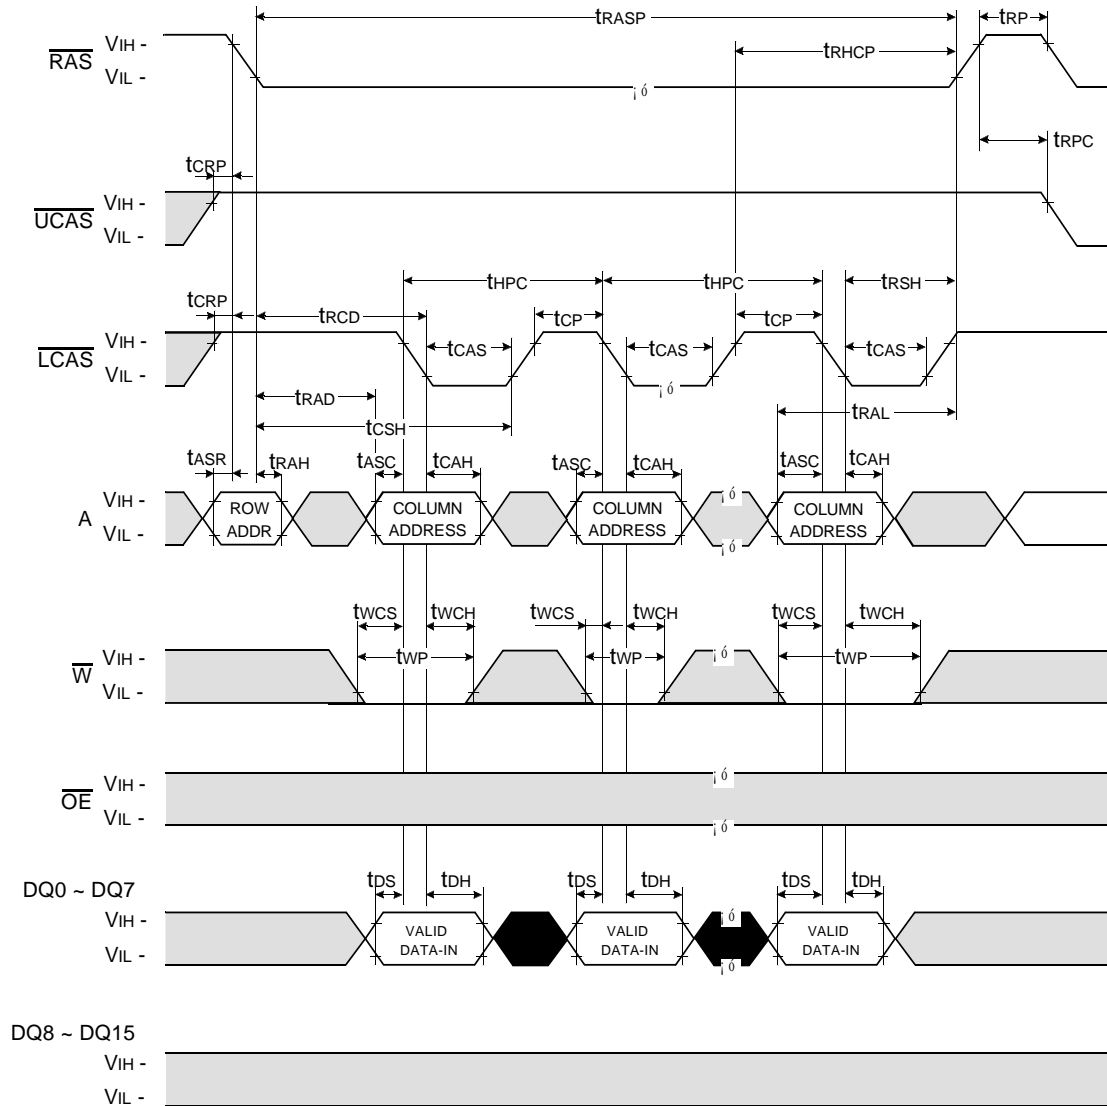 tRASP
tRP
tRHCP
RAS
VIH -
VIL -
¡ ó
tRPC
tCRP
UCAS
VIH -
VIL -
tHPC
tHPC
tRSH
tCRP
tRCD
tCP
tCP
LCAS
VIH -
VIL -
tCAS
tCAS
tCAS
¡ ó
tRAD
tRAL
tCSH
tASR
tRAH
tASC
tCAH
tASC
tCAH
tASC
tCAH
A
VIH -
VIL -
ROW
ADDR
COLUMN
ADDRESS
COLUMN
ADDRESS
¡ ó
¡ ó
COLUMN
ADDRESS
tWCS
tWCH
tWCS
tWCH
tWCS
tWCH
W
VIH -
VIL -
tWP
tWP
¡ ó
tWP
OE
VIH -
VIL -
¡ ó
¡ ó
DQ0 ~ DQ7
tDS
tDH
tDS
tDH
tDS
tDH
VIH -
VIL -
VALID
DATA-IN
VALID
DATA-IN
¡ ó
¡ ó
VALID
DATA-IN
DQ8 ~ DQ15
VIH -
VIL -